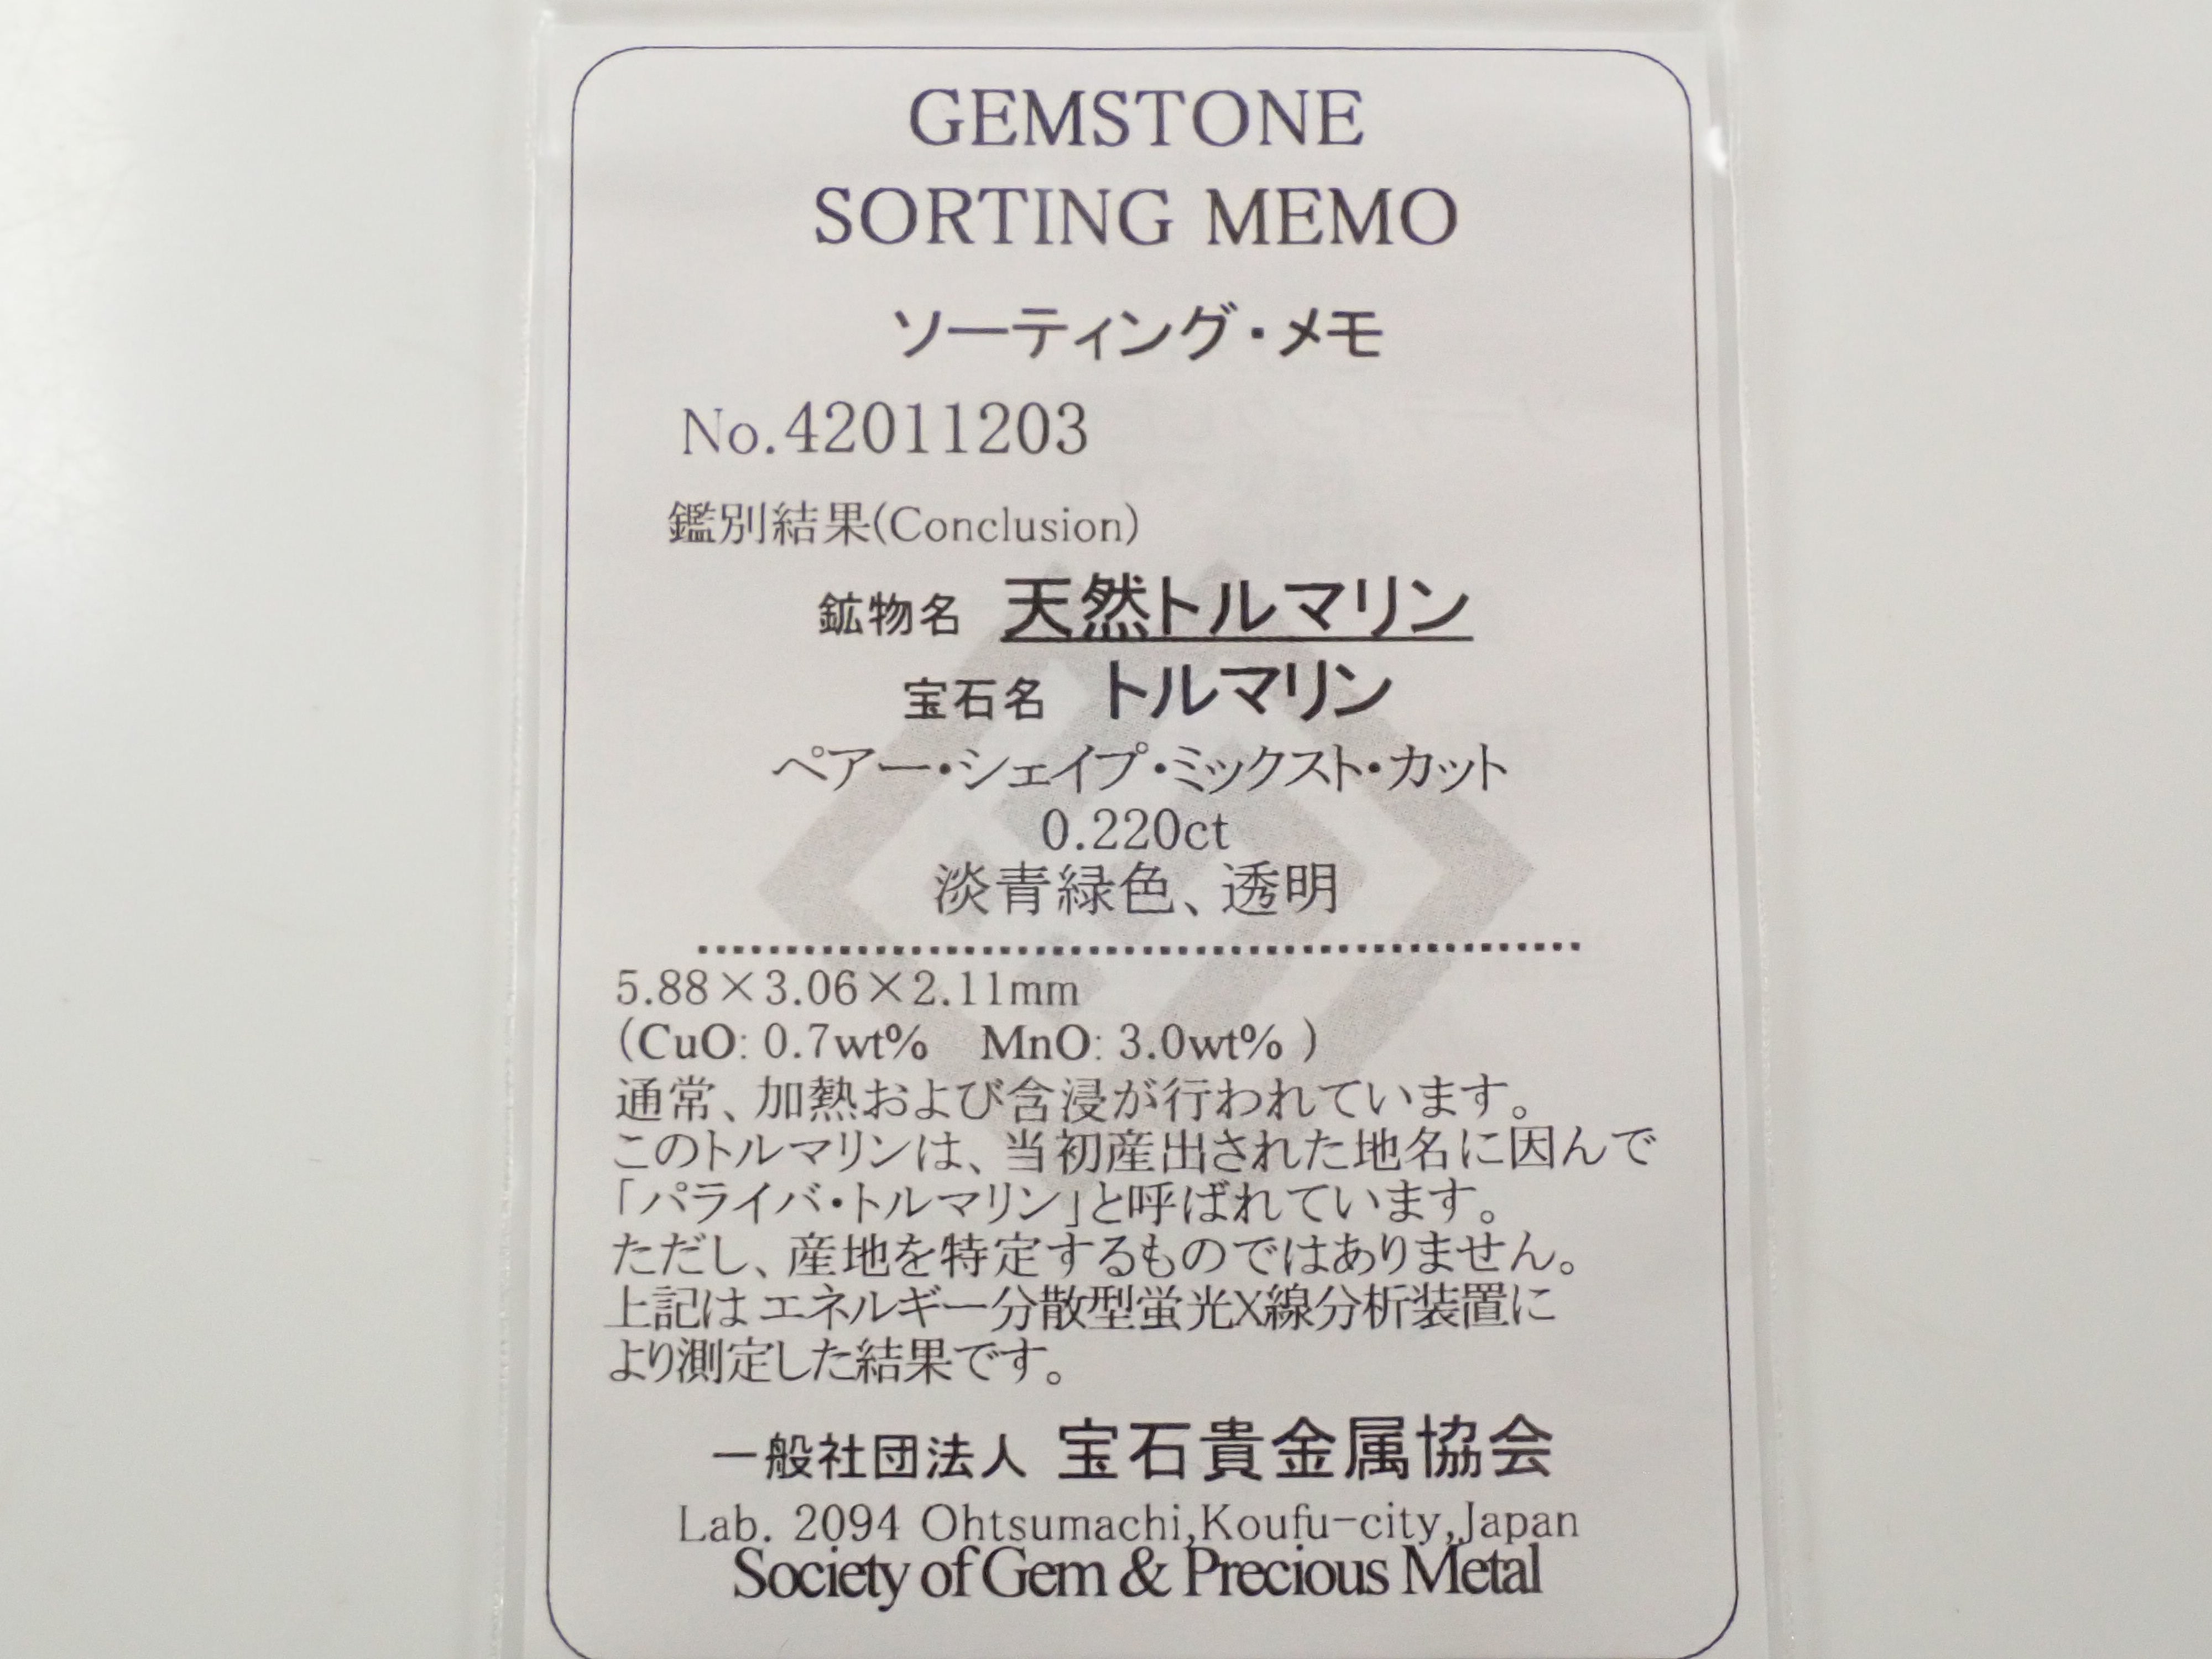 GEMSTONE
SORTING MEMO
ソーティング・メモ
No.42011203
鑑別結果(Conclusion)
鉱物名 天然トルマリン
宝石名 トルマリン
ペアー・シェイプ・ミックスト・カット
0.220ct
淡青緑色、透明
5.88×3.06×2.11mm
(CuO: 0.7wt% MnO: 3.0wt% )
通常、加熱および含浸が行われています。
このトルマリンは、当初産出された地名に因んで
「パライバ・トルマリン」と呼ばれています。
ただし、産地を特定するものではありません。
上記はエネルギー分散型蛍光X線分析装置に
より測定した結果です。
一般社団法人 宝石貴金属協会
Lab. 2094 Ohtsumachi,Koufu-city,Japan
Society of Gem & Precious Metal